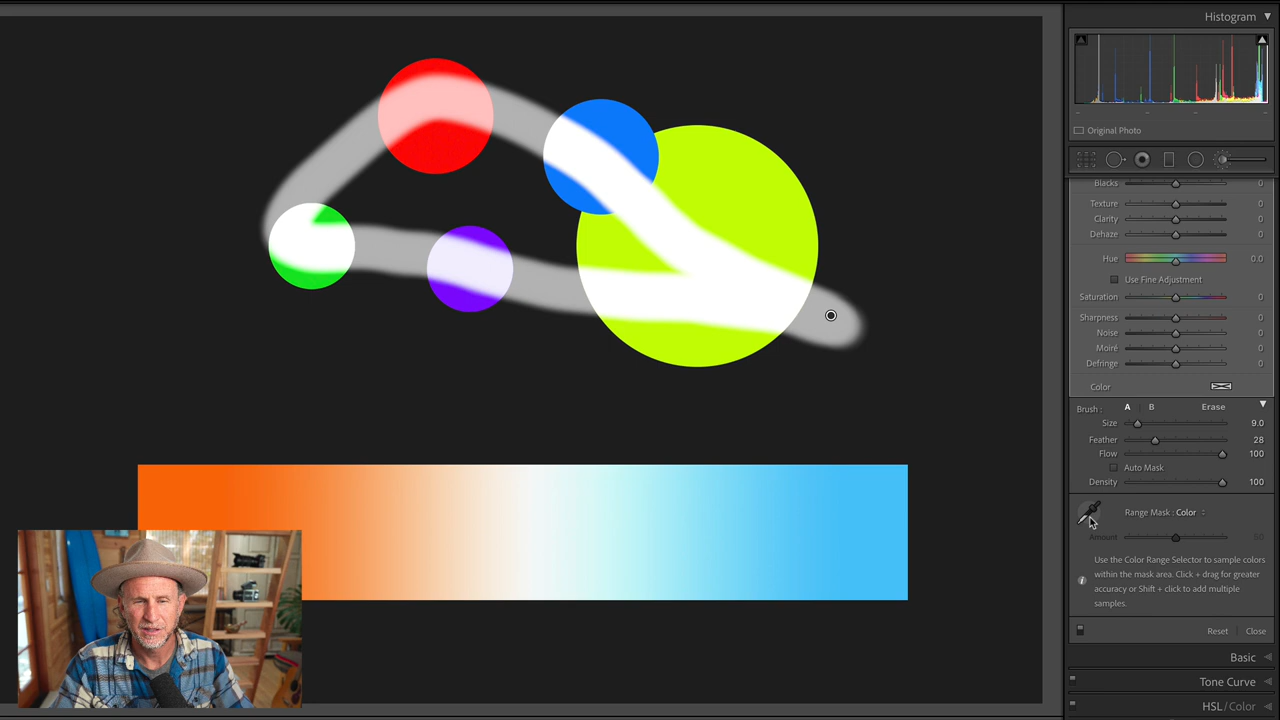 Histogram
Original Photo
Blacks 0
Texture 0
Clarity 0
Dehaze 0
Hue 0.0
Use Fine Adjustment
Saturation 0
Sharpness 0
Noise 0
Moiré 0
Defringe 0
Color
Brush : A B Erase
Size 9.0
Feather 28
Flow 100
Auto Mask
Density 100
Range Mask : Color
Amount 50
Use the Color Range Selector to sample colors
within the mask area. Click + drag for greater
accuracy or Shift + click to add multiple
samples.
Reset Close
Basic
Tone Curve
HSL / Color